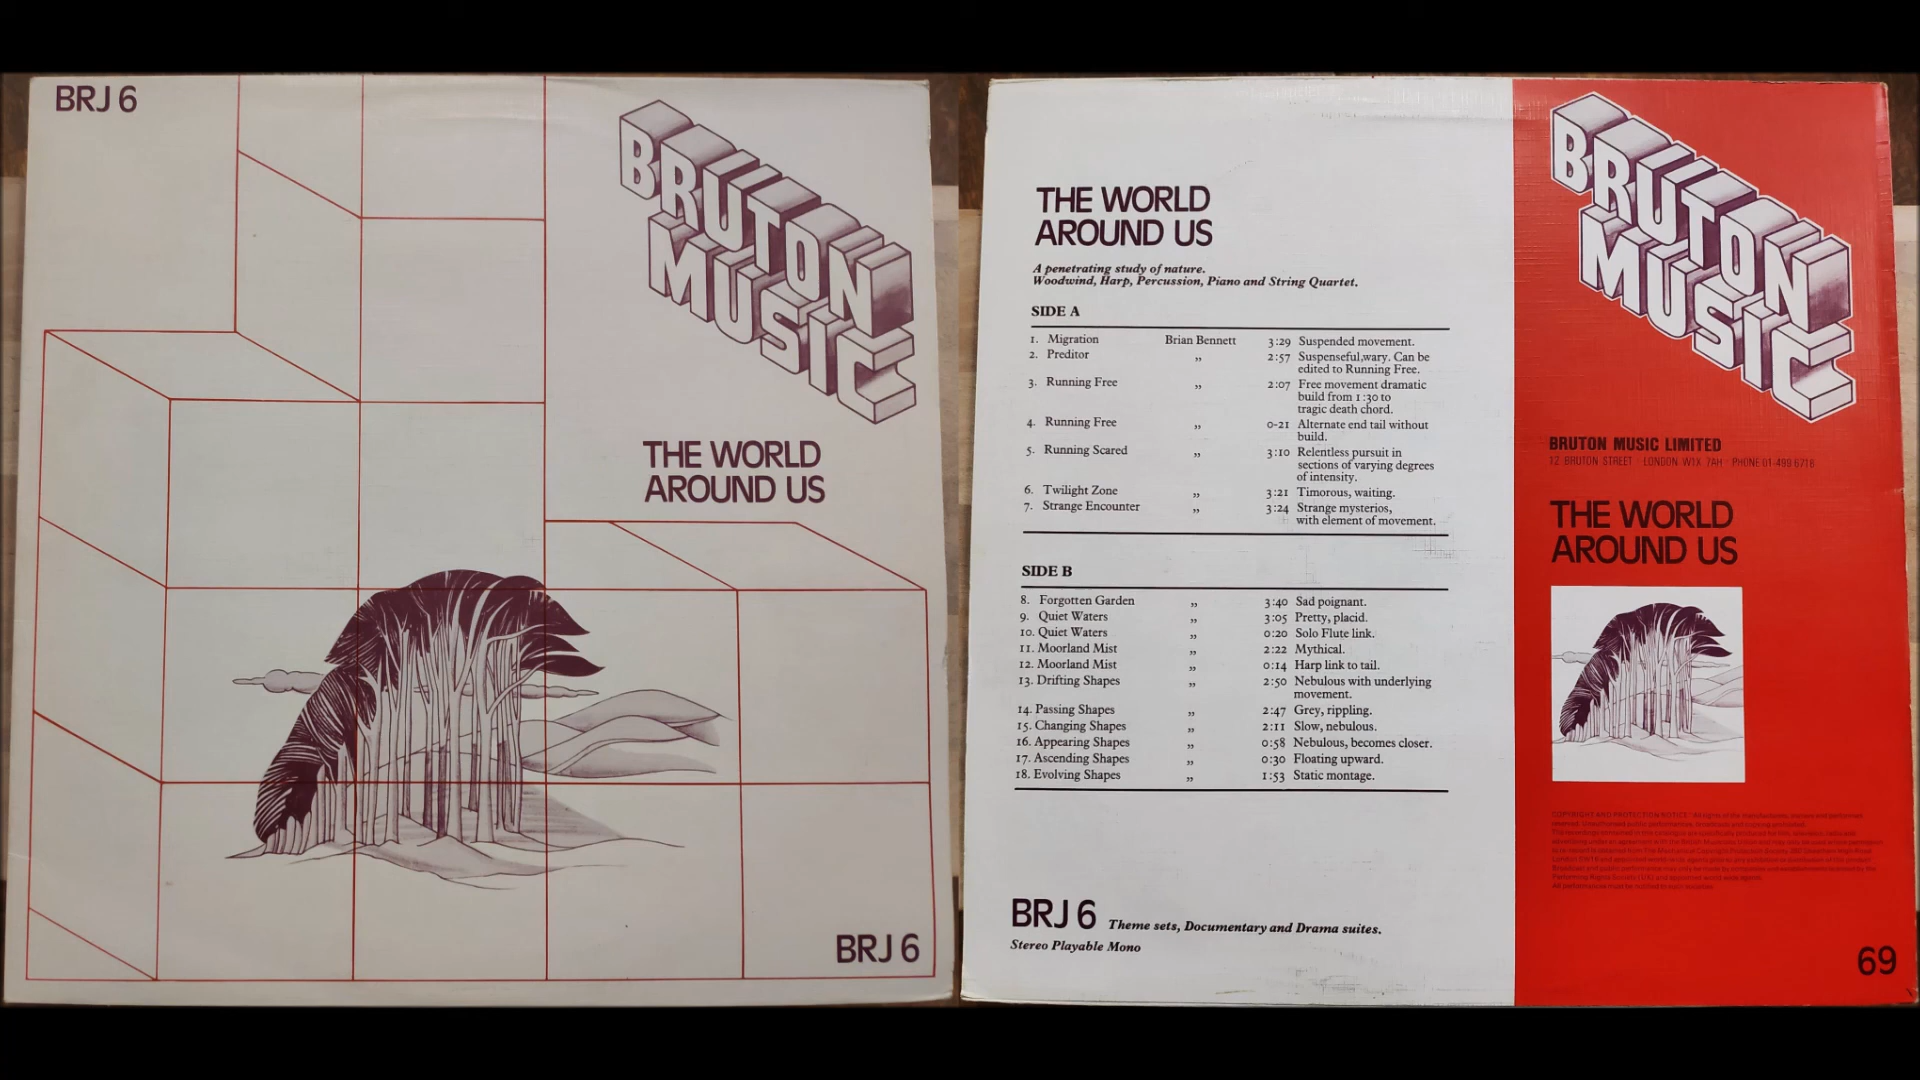 BRJ 6
BRUTON
MUSIC
THE WORLD
AROUND US
BRJ 6
THE WORLD
AROUND US
A penetrating study of nature.
Woodwind, Harp, Percussion, Piano and String Quartet.
SIDE A
1. Migration Brian Bennett 3:29 Suspended movement.
2. Preditor „ 2:57 Suspenseful,wary. Can be
edited to Running Free.
3. Running Free „ 2:07 Free movement dramatic
build from 1:30 to
tragic death chord.
4. Running Free „ 0-21 Alternate end tail without
build.
5. Running Scared „ 3:10 Relentless pursuit in
sections of varying degrees
of intensity.
6. Twilight Zone „ 3:21 Timorous, waiting.
7. Strange Encounter „ 3:24 Strange mysterios,
with element of movement.
SIDE B
8. Forgotten Garden „ 3:40 Sad poignant.
9. Quiet Waters „ 3:05 Pretty, placid.
10. Quiet Waters „ 0:20 Solo Flute link.
11. Moorland Mist „ 2:22 Mythical.
12. Moorland Mist „ 0:14 Harp link to tail.
13. Drifting Shapes „ 2:50 Nebulous with underlying
movement.
14. Passing Shapes „ 2:47 Grey, rippling.
15. Changing Shapes „ 2:11 Slow, nebulous.
16. Appearing Shapes „ 0:58 Nebulous, becomes closer.
17. Ascending Shapes „ 0:30 Floating upward.
18. Evolving Shapes „ 1:53 Static montage.
BRJ 6 Theme sets, Documentary and Drama suites.
Stereo Playable Mono
BRUTON
MUSIC
BRUTON MUSIC LIMITED
12 BRUTON STREET LONDON W1X 7AH PHONE 01-499 6718
THE WORLD
AROUND US
COPYRIGHT AND PROTECTION NOTICE
69